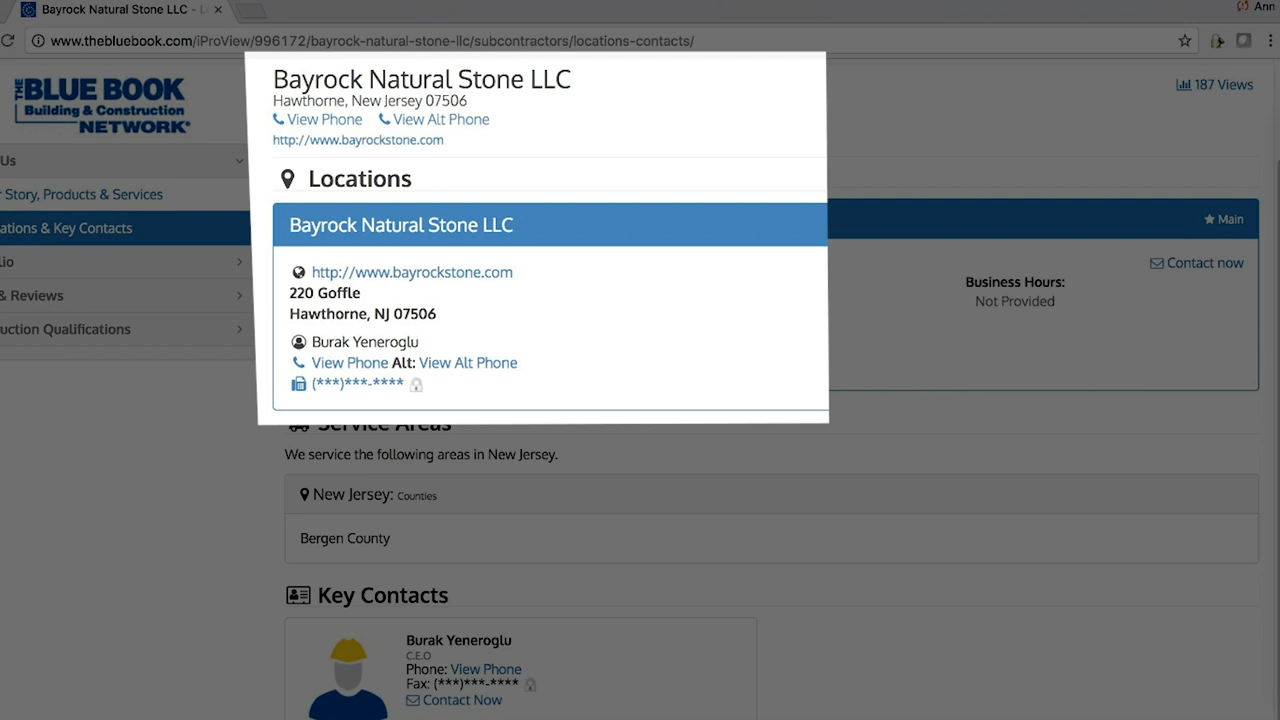 Bayrock Natural Stone LLC - L
Ann
www.thebluebook.com/iProView/996172/bayrock-natural-stone-llc/subcontractors/locations-contacts/
THE BLUE BOOK
Building & Construction
NETWORK®
187 Views
Us
Story, Products & Services
ations & Key Contacts
lio
& Reviews
uction Qualifications
Bayrock Natural Stone LLC
Hawthorne, New Jersey 07506
View Phone View Alt Phone
http://www.bayrockstone.com
Locations
Bayrock Natural Stone LLC
Main
http://www.bayrockstone.com
220 Goffle
Hawthorne, NJ 07506
Burak Yeneroglu
View Phone Alt: View Alt Phone
(***)***-****
Contact now
Business Hours:
Not Provided
Service Areas
We service the following areas in New Jersey.
New Jersey: Counties
Bergen County
Key Contacts
Burak Yeneroglu
C.E.O
Phone: View Phone
Fax: (***)***-****
Contact Now